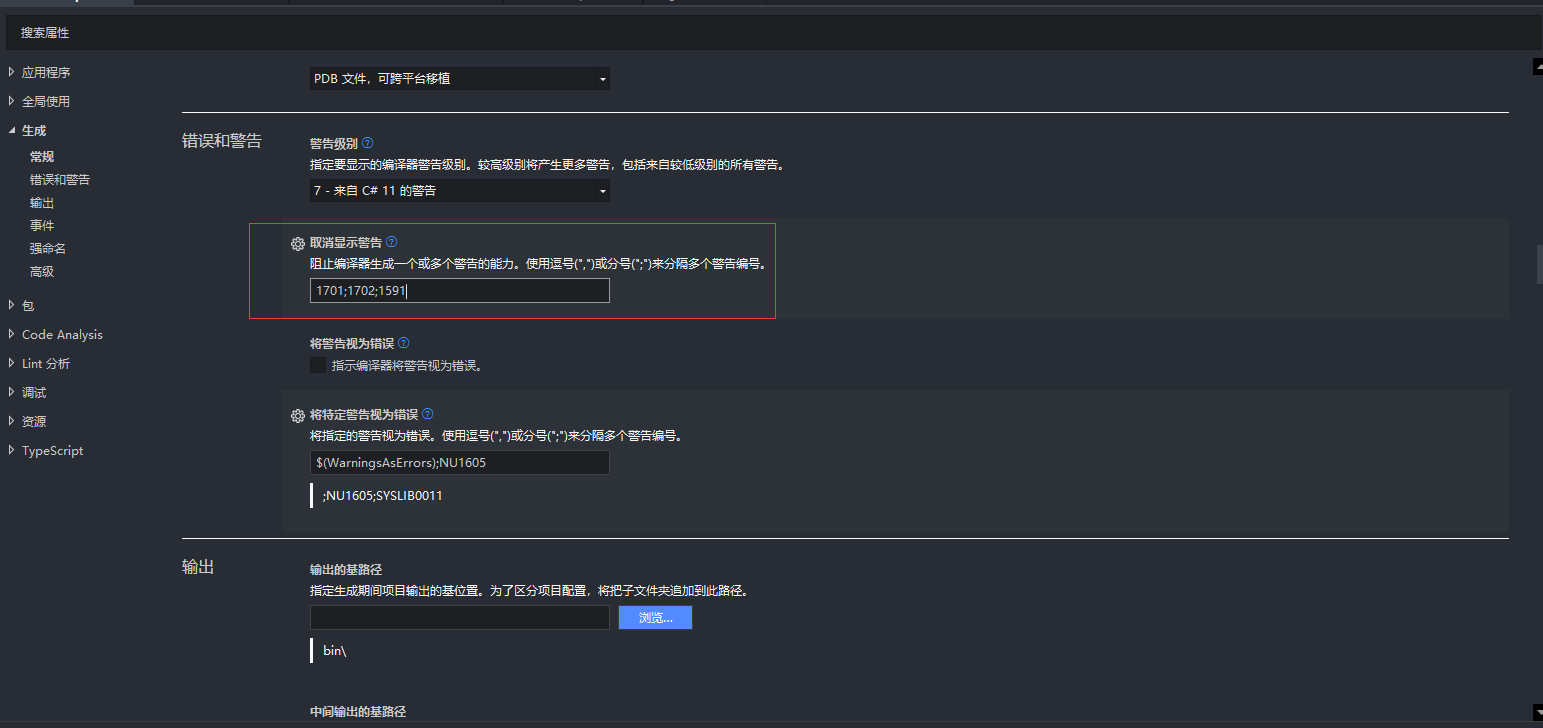 搜索属性
应用程序
全局使用
生成
常规
错误和警告
输出
事件
强命名
高级
包
Code Analysis
Lint 分析
调试
资源
TypeScript
PDB 文件，可跨平台移植
错误和警告
警告级别
指定要显示的编译器警告级别。较高级别将产生更多警告，包括来自较低级别的所有警告。
7 - 来自 C# 11 的警告
取消显示警告
阻止编译器生成一个或多个警告的能力。使用逗号(",")或分号(";")来分隔多个警告编号。
1701;1702;1591
将警告视为错误
指示编译器将警告视为错误。
将特定警告视为错误
将指定的警告视为错误。使用逗号(",")或分号(";")来分隔多个警告编号。
$(WarningsAsErrors);NU1605
;NU1605;SYSLIB0011
输出
输出的基路径
指定生成期间项目输出的基位置。为了区分项目配置，将把子文件夹追加到此路径。
浏览...
bin\
中间输出的基路径